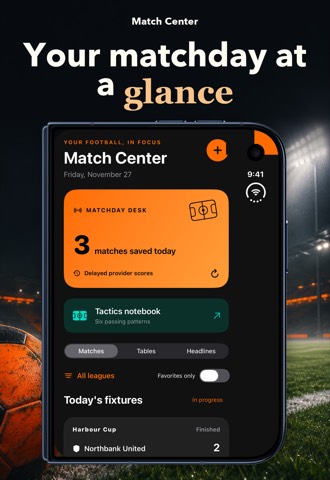 Match Center
Your matchday at
a glance
YOUR FOOTBALL, IN FOCUS
Match Center
Friday, November 27
9:41
MATCHDAY DESK
3 matches saved today
Delayed provider scores
Tactics notebook
Six passing patterns
Matches Tables Headlines
All leagues Favorites only
Today's fixtures In progress
Harbour Cup Finished
Northbank United 2